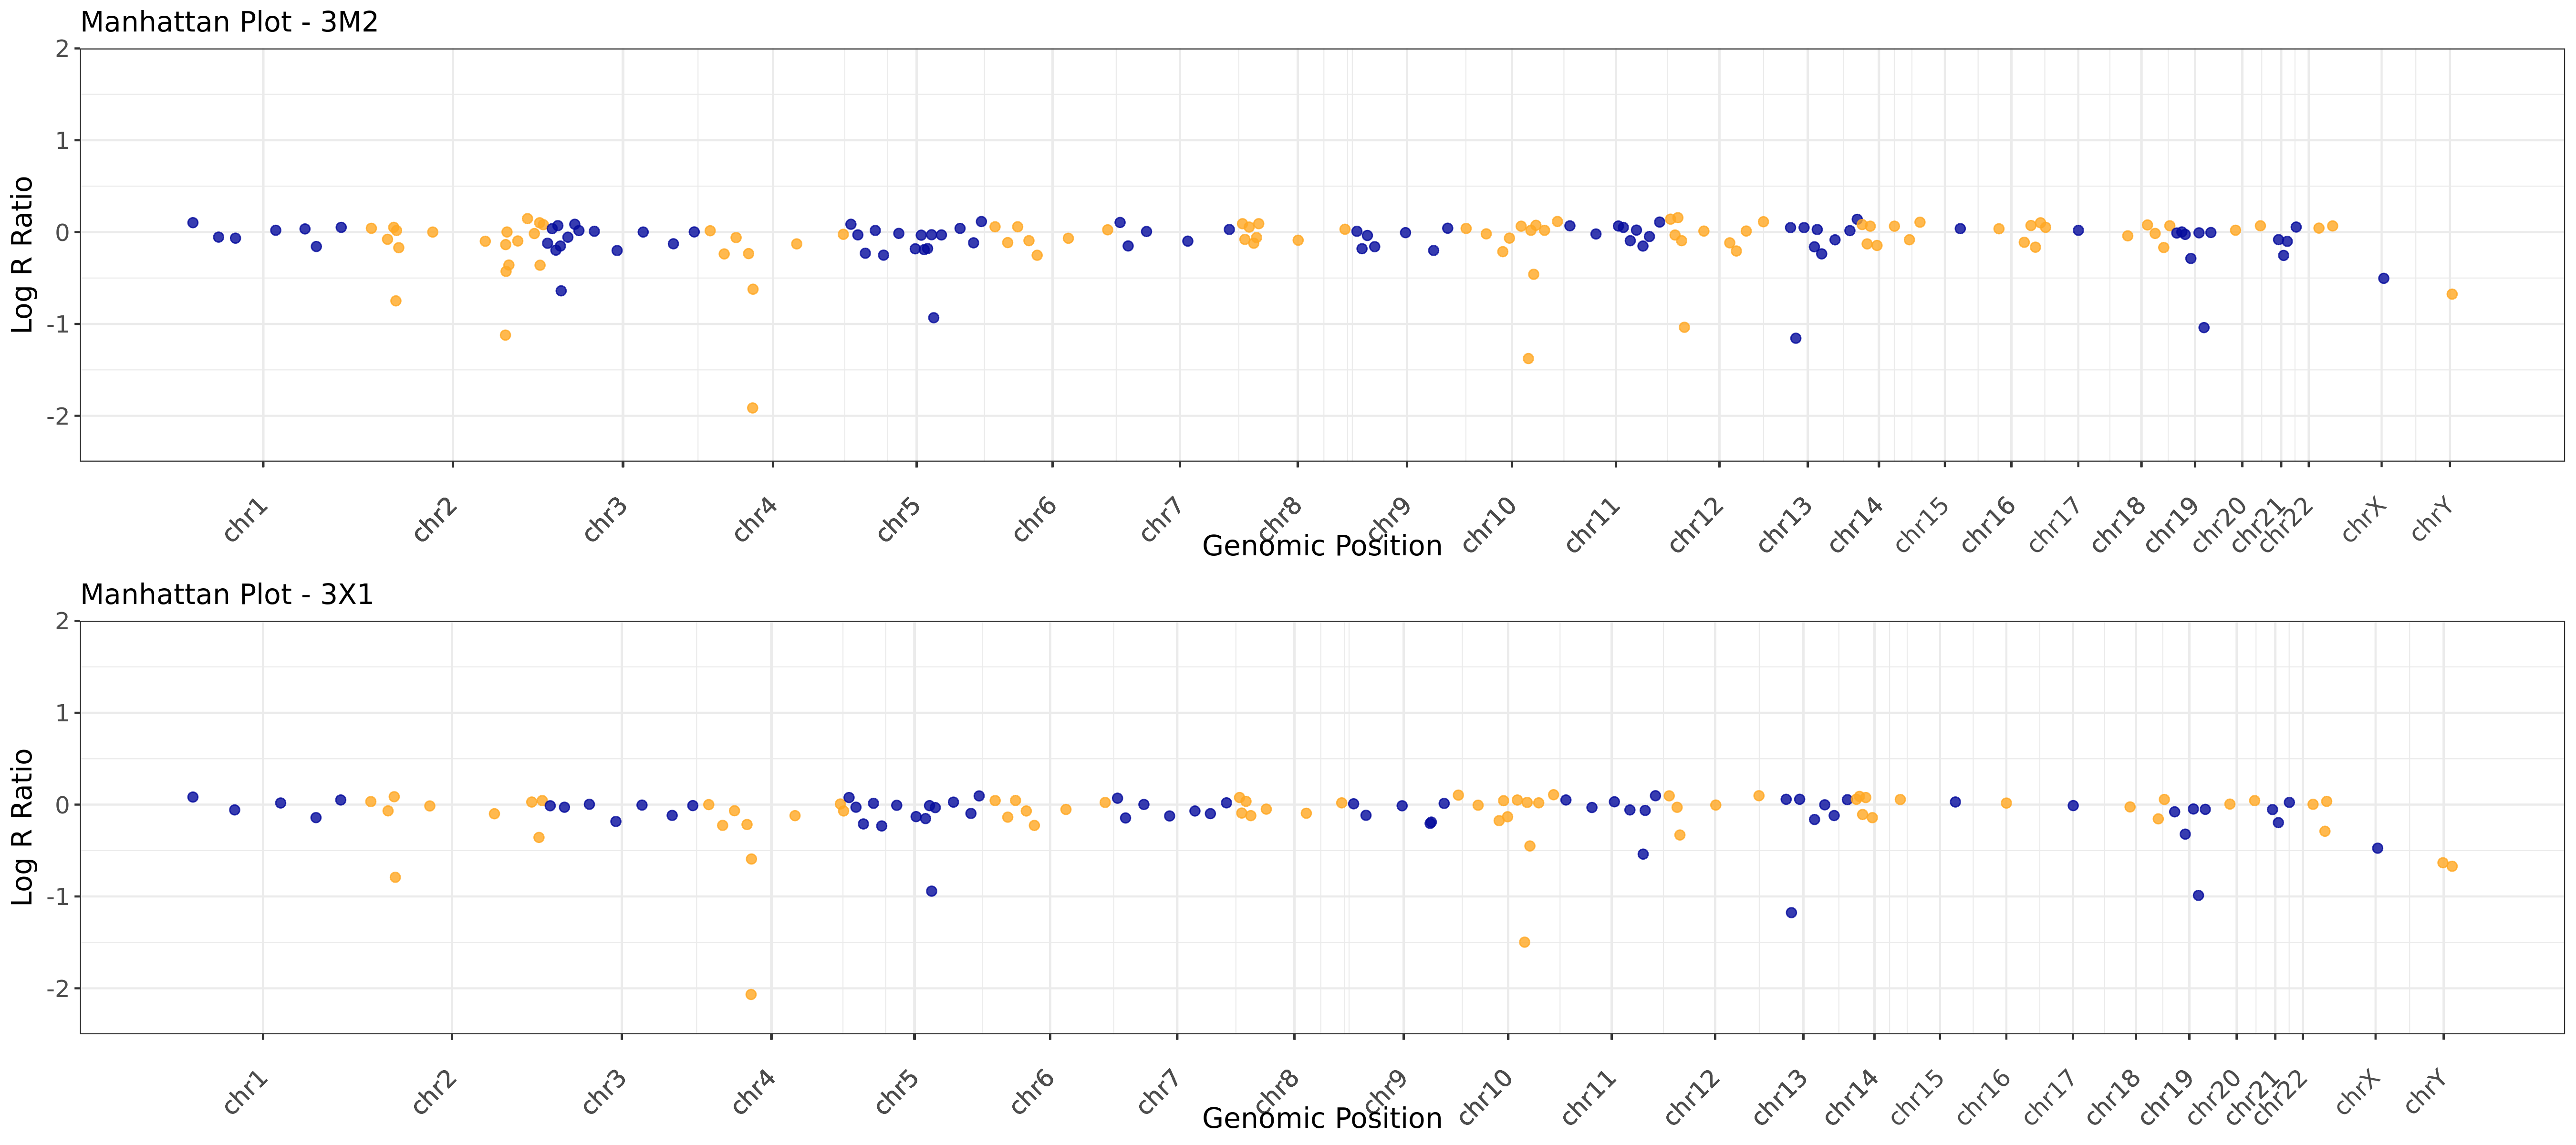 Manhattan Plot - 3M2
2
1
0
-1
-2
Log R Ratio
chr1 chr2 chr3 chr4 chr5 chr6 chr7 chr8 chr9 chr10 chr11 chr12 chr13 chr14 chr15 chr16 chr17 chr18 chr19 chr20 chr21 chr22 chrX chrY
Genomic Position
Manhattan Plot - 3X1
2
1
0
-1
-2
Log R Ratio
chr1 chr2 chr3 chr4 chr5 chr6 chr7 chr8 chr9 chr10 chr11 chr12 chr13 chr14 chr15 chr16 chr17 chr18 chr19 chr20 chr21 chr22 chrX chrY
Genomic Position